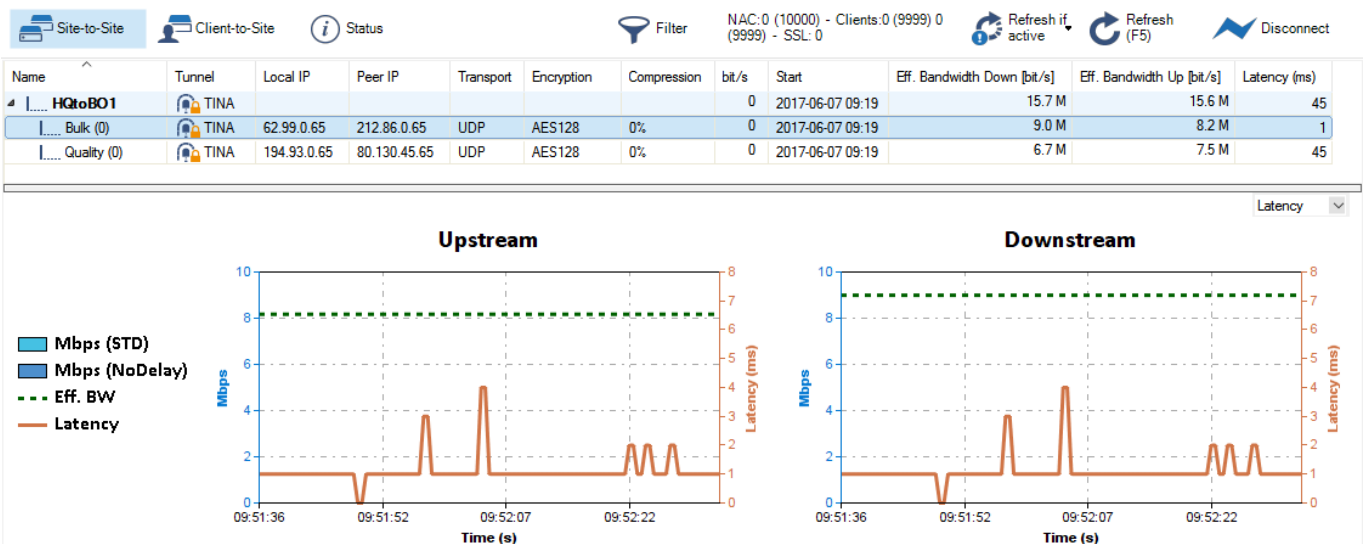 Site-to-Site Client-to-Site i Status Filter NAC:0 (10000) - Clients:0 (9999) 0 Refresh if Refresh Disconnect
(9999) - SSL: 0 active (F5)
Name Tunnel Local IP Peer IP Transport Encryption Compression bit/s Start Eff. Bandwidth Down [bit/s] Eff. Bandwidth Up [bit/s] Latency (ms)
HQtoBO1 TINA 0 2017-06-07 09:19 15.7 M 15.6 M 45
Bulk (0) TINA 62.99.0.65 212.86.0.65 UDP AES128 0% 0 2017-06-07 09:19 9.0 M 8.2 M 1
Quality (0) TINA 194.93.0.65 80.130.45.65 UDP AES128 0% 0 2017-06-07 09:19 6.7 M 7.5 M 45
Latency
Upstream
Mbps (STD)
Mbps (NoDelay)
Eff. BW
Latency
Mbps
10
8
6
4
2
0
8
7
6
5
4
3
2
1
0
Latency (ms)
09:51:36 09:51:52 09:52:07 09:52:22
Time (s)
Downstream
Mbps
10
8
6
4
2
0
8
7
6
5
4
3
2
1
0
Latency (ms)
09:51:36 09:51:52 09:52:07 09:52:22
Time (s)